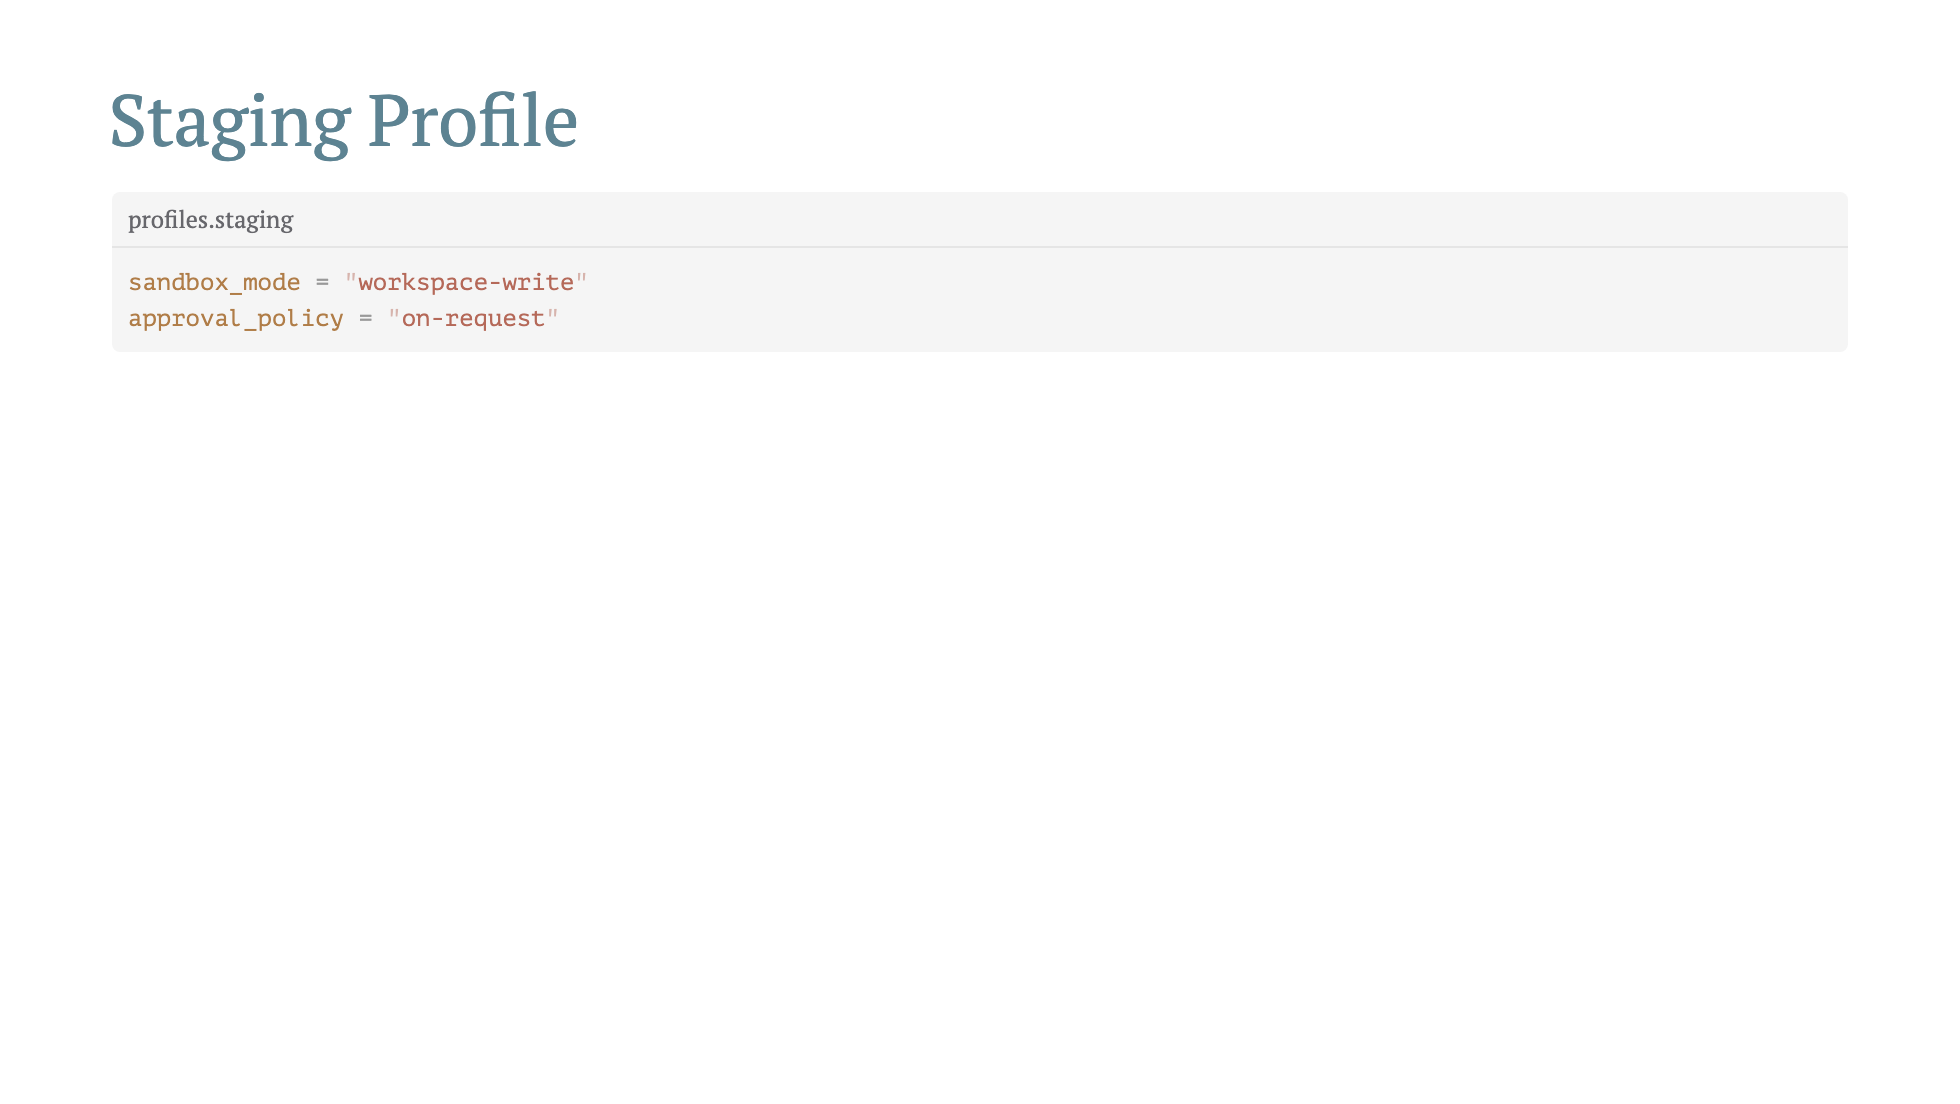 Staging Profile
profiles.staging
sandbox_mode = "workspace-write"
approval_policy = "on-request"